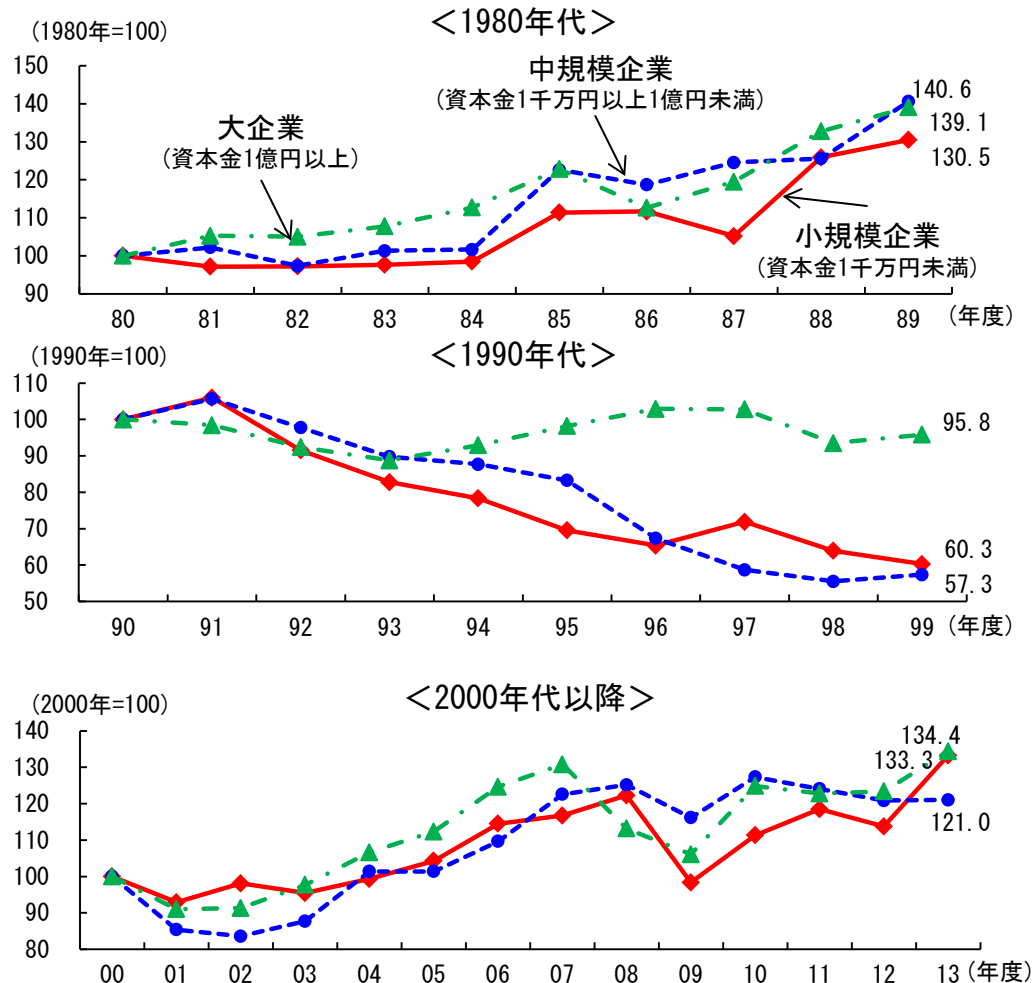 ＜1980年代＞
(1980年=100)
150
140
130
120
110
100
90
中規模企業
(資本金1千万円以上1億円未満)
大企業
(資本金1億円以上)
140.6
139.1
130.5
小規模企業
(資本金1千万円未満)
80 81 82 83 84 85 86 87 88 89 (年度)
＜1990年代＞
(1990年=100)
110
100
90
80
70
60
50
95.8
60.3
57.3
90 91 92 93 94 95 96 97 98 99 (年度)
＜2000年代以降＞
(2000年=100)
140
130
120
110
100
90
80
134.4
133.3
121.0
00 01 02 03 04 05 06 07 08 09 10 11 12 13 (年度)